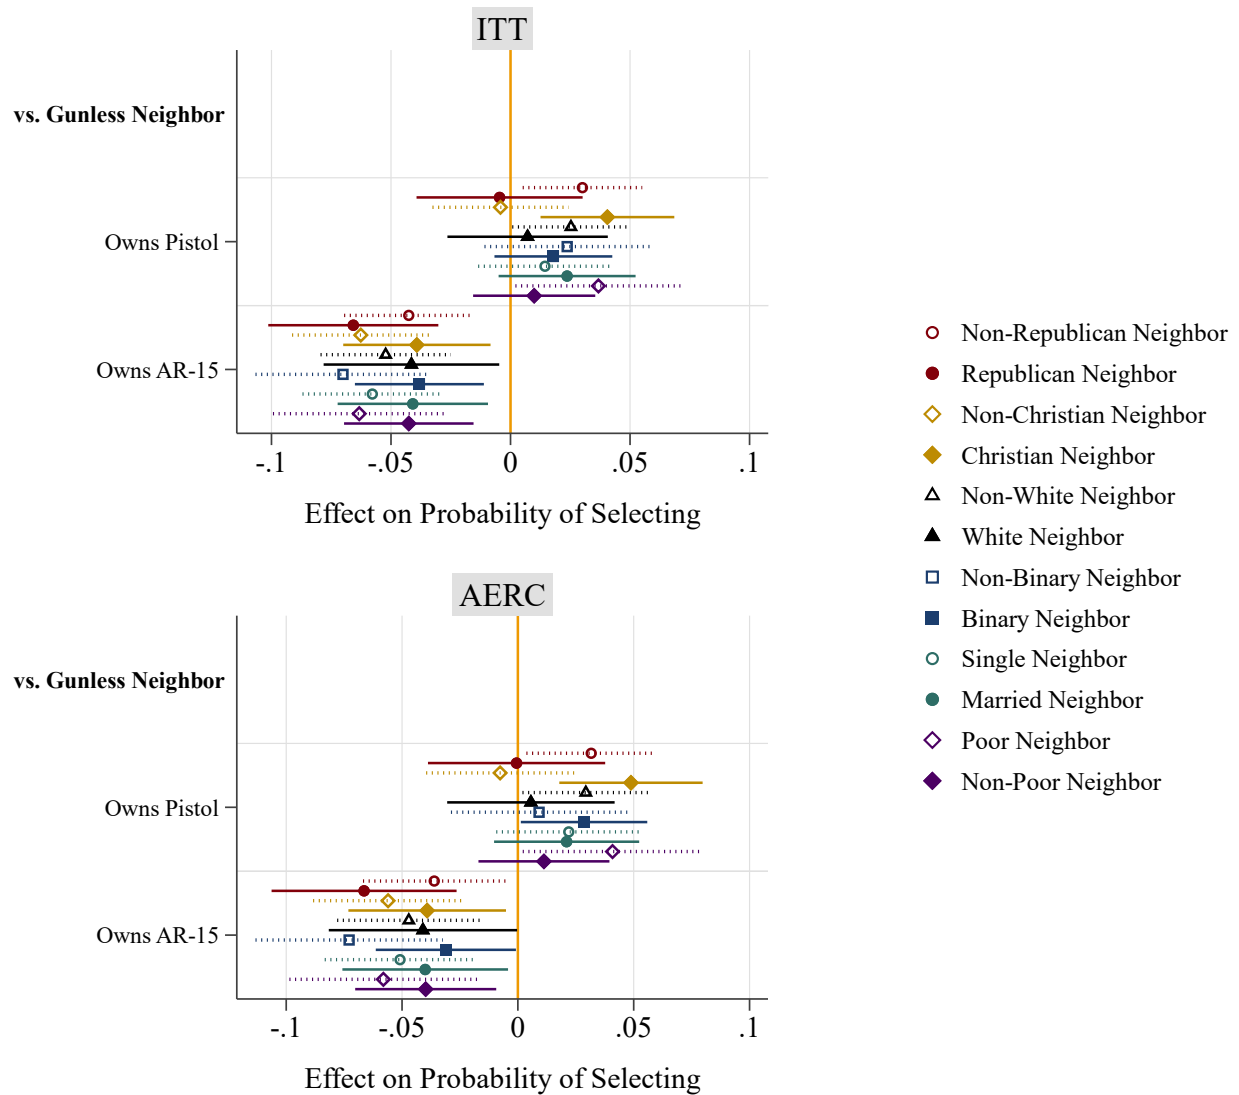 ITT
vs. Gunless Neighbor
Owns Pistol
Owns AR-15
-.1 -.05 0 .05 .1
Effect on Probability of Selecting
AERC
vs. Gunless Neighbor
Owns Pistol
Owns AR-15
-.1 -.05 0 .05 .1
Effect on Probability of Selecting
Non-Republican Neighbor
Republican Neighbor
Non-Christian Neighbor
Christian Neighbor
Non-White Neighbor
White Neighbor
Non-Binary Neighbor
Binary Neighbor
Single Neighbor
Married Neighbor
Poor Neighbor
Non-Poor Neighbor